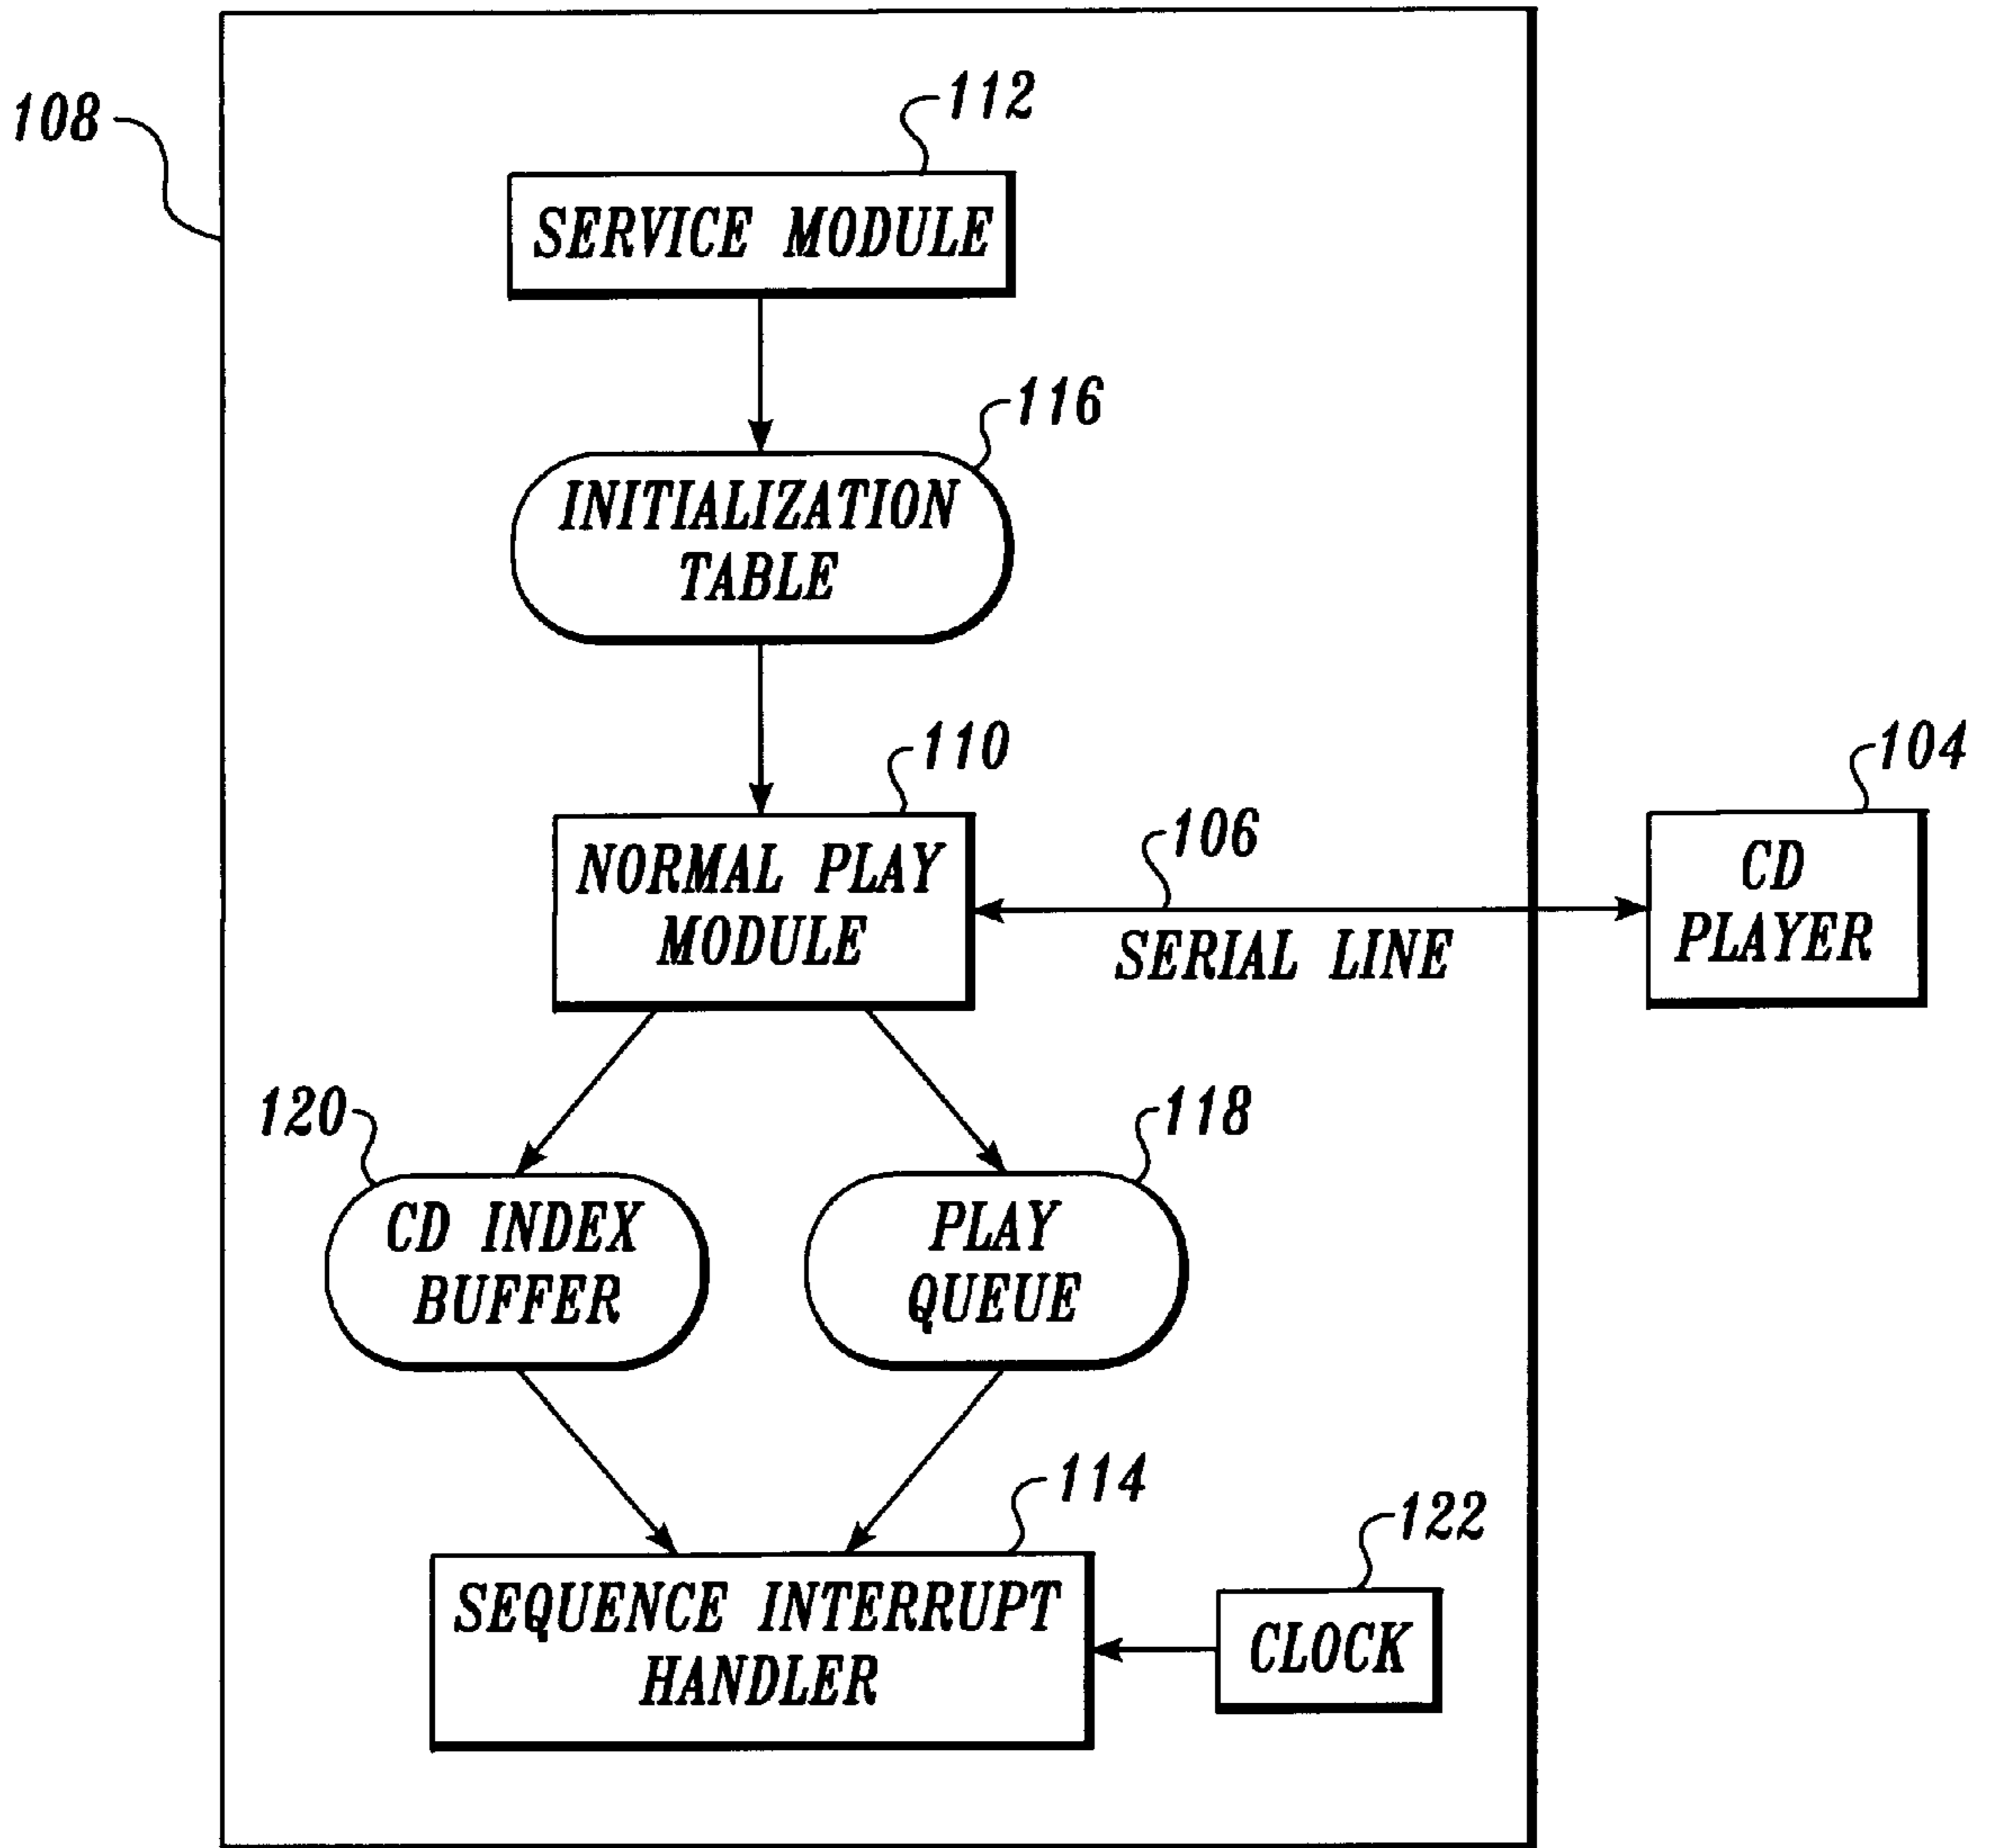 108
112
SERVICE MODULE
116
INITIALIZATION
TABLE
110
104
NORMAL PLAY
MODULE
106
SERIAL LINE
CD
PLAYER
120
118
CD INDEX
BUFFER
PLAY
QUEUE
114
122
SEQUENCE INTERRUPT
HANDLER
CLOCK